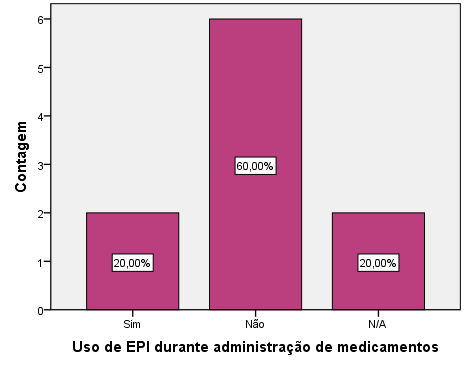 Contagem
6
5
4
3
2
1
0
20,00%
60,00%
20,00%
Sim
Não
N/A
Uso de EPI durante administração de medicamentos